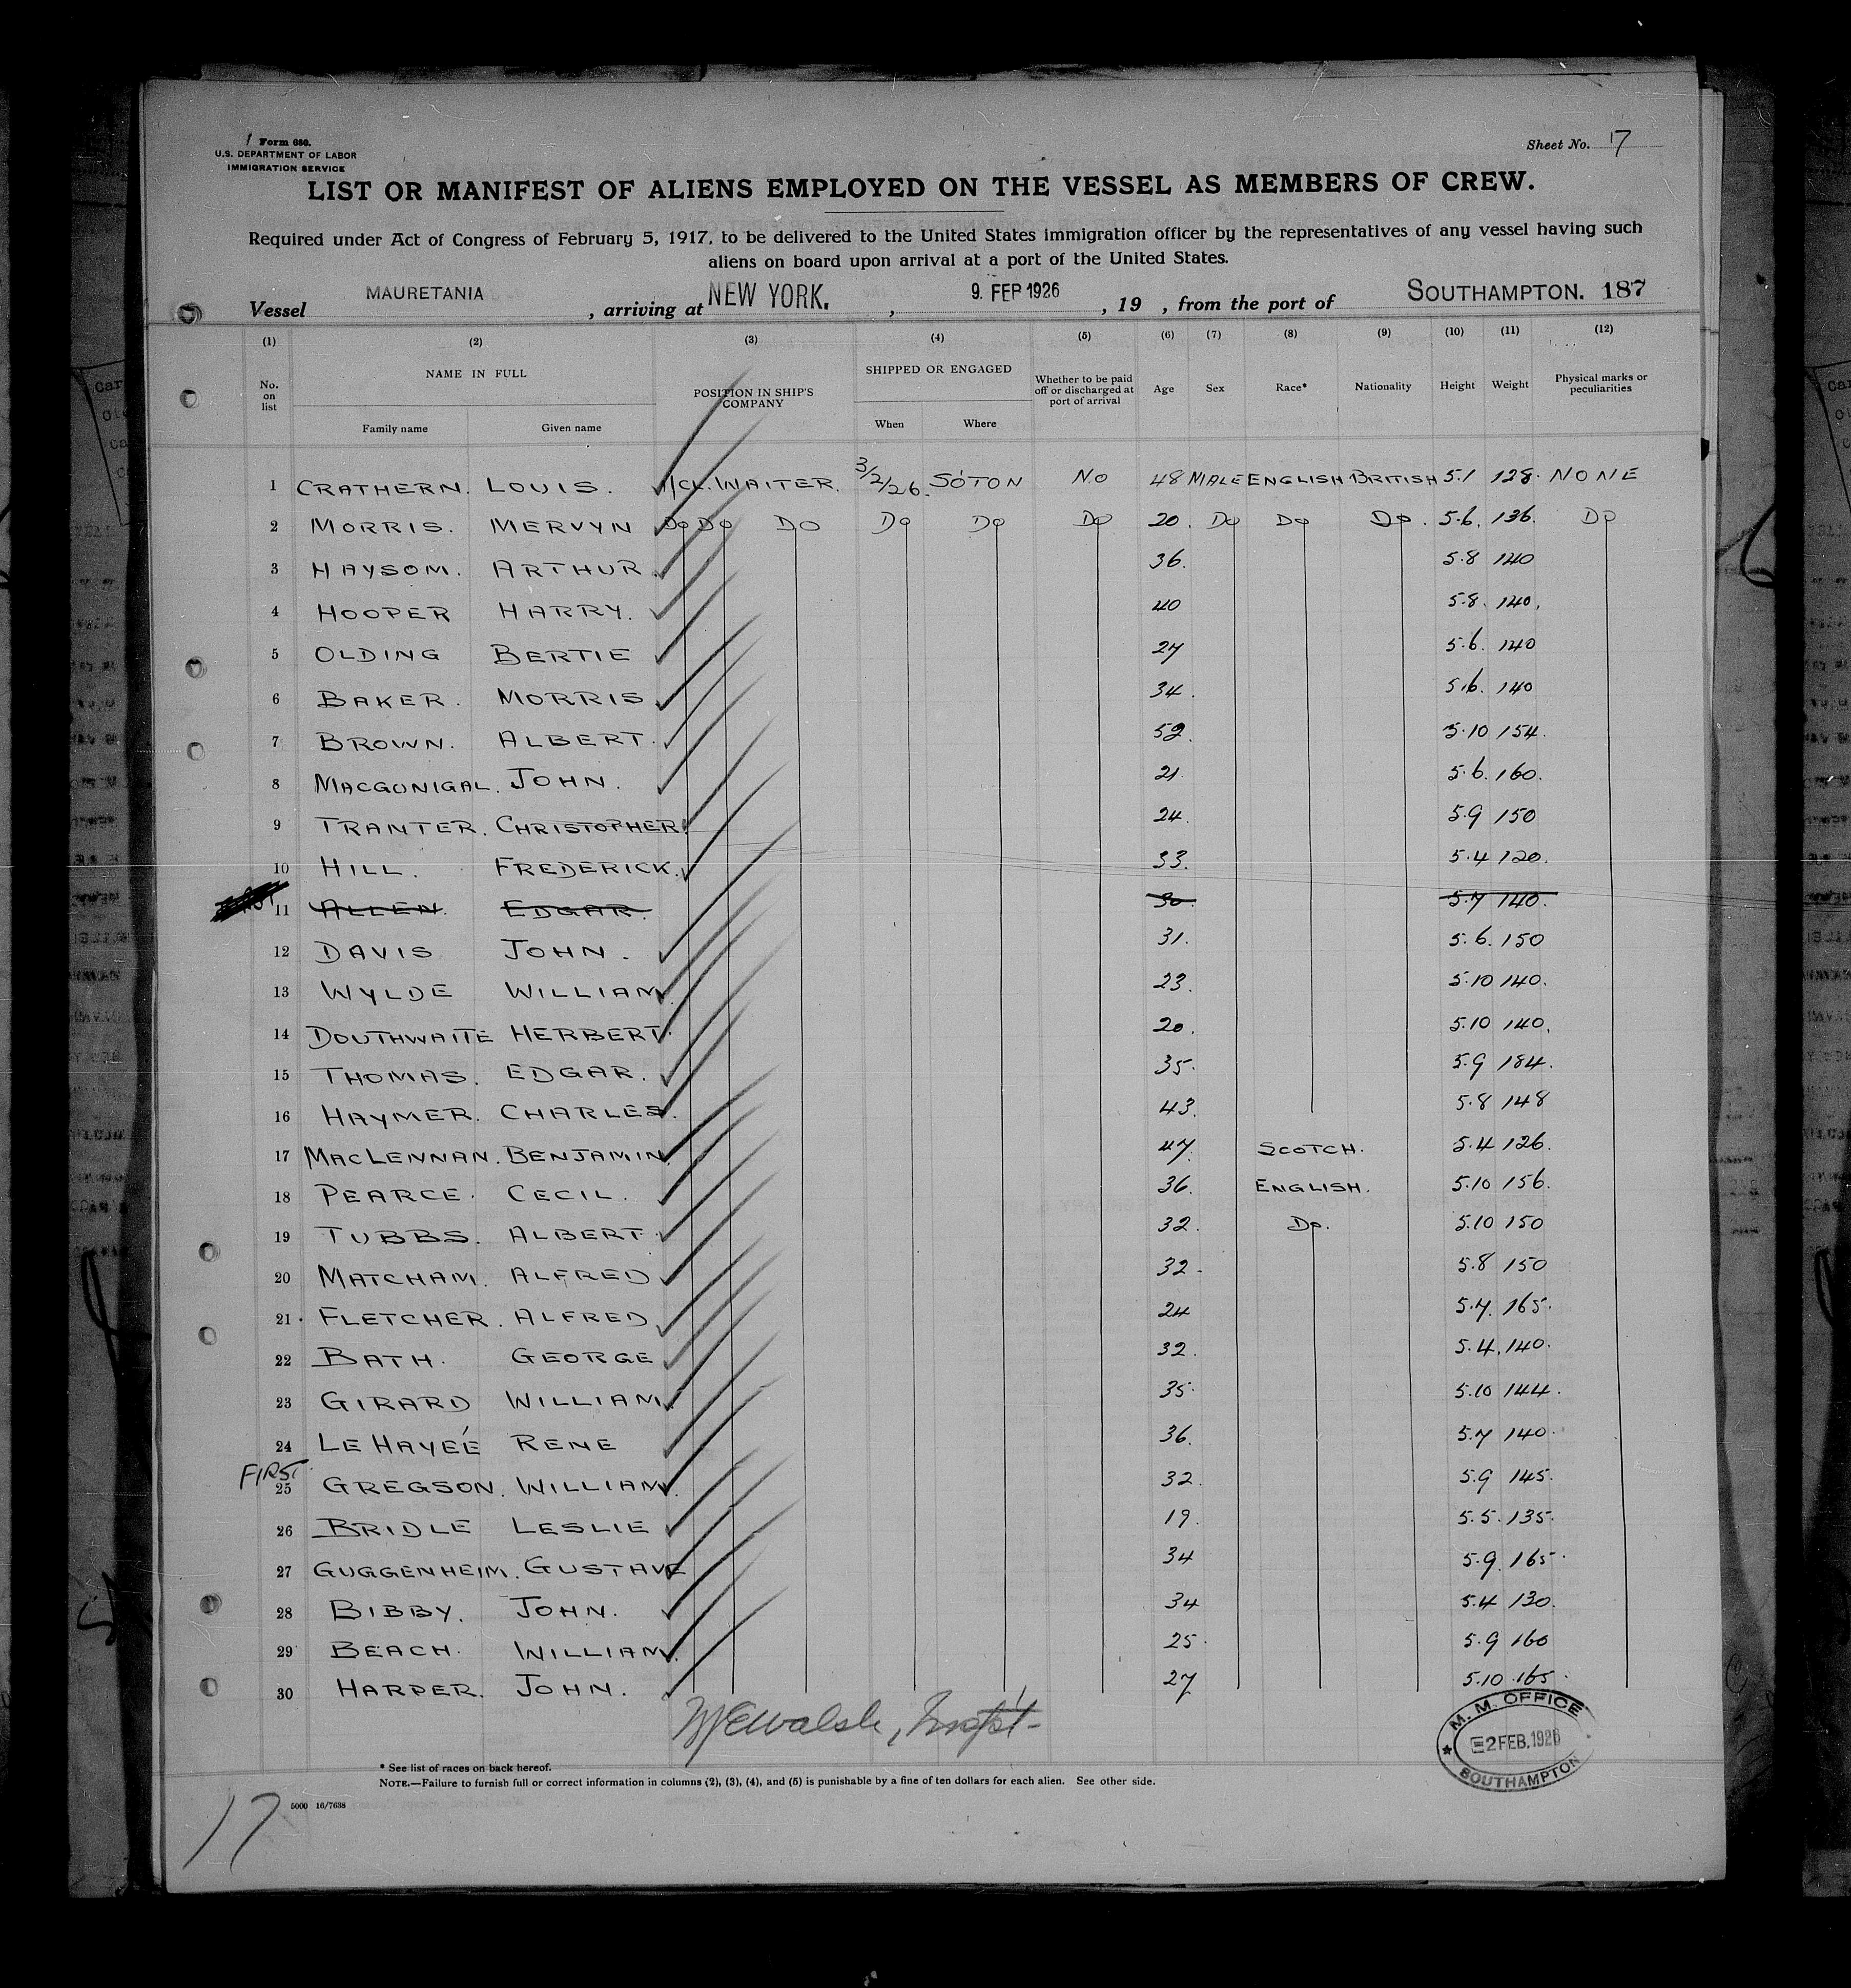 Form 680.
U.S. DEPARTMENT OF LABOR
IMMIGRATION SERVICE
Sheet No. 17
LIST OR MANIFEST OF ALIENS EMPLOYED ON THE VESSEL AS MEMBERS OF CREW.
Required under Act of Congress of February 5, 1917, to be delivered to the United States immigration officer by the representatives of any vessel having such
aliens on board upon arrival at a port of the United States.
Vessel MAURETANIA, arriving at NEW YORK. , 9. FEB 1926, 19 , from the port of SOUTHAMPTON. 187
(1) (2) (3) (4) (5) (6) (7) (8) (9) (10) (11) (12)
No. on list NAME IN FULL Family name Given name POSITION IN SHIP'S COMPANY SHIPPED OR ENGAGED When Where Whether to be paid off or discharged at port of arrival Age Sex Race* Nationality Height Weight Physical marks or peculiarities
1 CRATHERN. LOUIS. 1/CL. WAITER. 3/2/26. SÓTON NO 48 MALE ENGLISH BRITISH 5.1 128. NONE
2 MORRIS. MERVYN DO DO DO DO DO DO 20. DO DO DO. 5.6. 136. DO
3 HAYSOM. ARTHUR. 36. 5.8 140
4 HOOPER HARRY. 40 5.8. 140.
5 OLDING BERTIE 27 5.6. 140
6 BAKER. MORRIS 34. 5.6. 140
7 BROWN. ALBERT. 52. 5.10 154.
8 MACGONIGAL. JOHN. 21. 5.6. 160.
9 TRANTER. CHRISTOPHER. 24. 5.9 150
10 HILL. FREDERICK. 33. 5.4 120.
11 ALLEN. EDGAR. 30. 5.7 140.
12 DAVIS JOHN. 31. 5.6. 150
13 WYLDE WILLIAM. 23. 5.10 140.
14 DOUTHWAITE HERBERT. 20. 5.10 140.
15 THOMAS. EDGAR. 35. 5.9 184.
16 HAYMER. CHARLES. 43. 5.8 148
17 MACLENNAN. BENJAMIN. 47. SCOTCH. 5.4 126.
18 PEARCE. CECIL. 36. ENGLISH. 5.10 156.
19 TUBBS. ALBERT. 32. DO. 5.10 150
20 MATCHAM. ALFRED 32. 5.8 150
21. FLETCHER. ALFRED 24 5.7. 165.
22 BATH. GEORGE 32. 5.4. 140.
23 GIRARD WILLIAM. 35. 5.10 144.
24 LE HAYEÉ RENE 36. 5.7 140.
FIRST.
25 GREGSON. WILLIAM. 32. 5.9 145.
26 BRIDLE LESLIE 19. 5.5. 135.
27 GUGGENHEIM. GUSTAVE 34 5.9. 165.
28 BIBBY. JOHN. 34 5.4 130.
29 BEACH. WILLIAM. 25. 5.9 160
30 HARPER. JOHN. 27 5.10 165.
M. M. OFFICE
2 FEB. 1926
SOUTHAMPTON
* See list of races on back hereof.
NOTE.—Failure to furnish full or correct information in columns (2), (3), (4), and (5) is punishable by a fine of ten dollars for each alien. See other side.
5000 16/7638
17